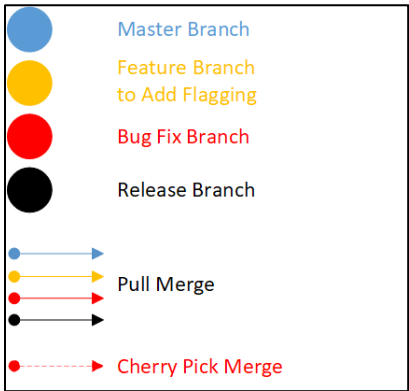 Master Branch
Feature Branch
to Add Flagging
Bug Fix Branch
Release Branch
Pull Merge
Cherry Pick Merge